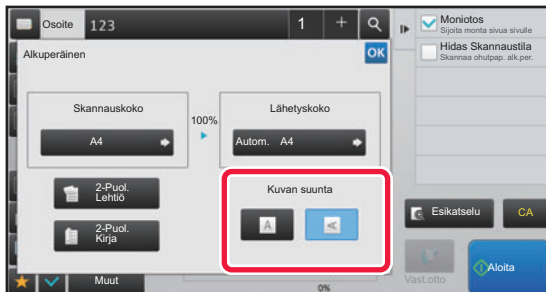 Osoite
123
1
+
Moniotos
Sijoita monta sivua sivulle
Alkuperäinen
OK
Hidas Skannaustila
Skannaa ohutpap. alk.per.
Skannauskoko
100%
Lähetyskoko
A4
Autom. A4
2-Puol.
Lehtiö
Kuvan suunta
2-Puol.
Kirja
A
A
Esikatselu
CA
Muut
0%
Vast.otto
Aloita